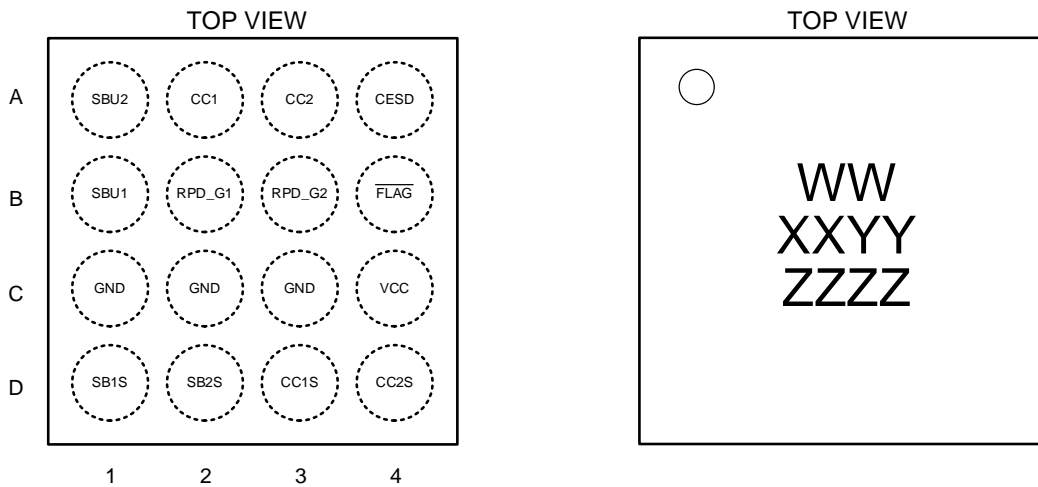 TOP VIEW
A SBU2 CC1 CC2 CESD
B SBU1 RPD_G1 RPD_G2 FLAG
C GND GND GND VCC
D SB1S SB2S CC1S CC2S
1 2 3 4
TOP VIEW
WW
XXYY
ZZZZ